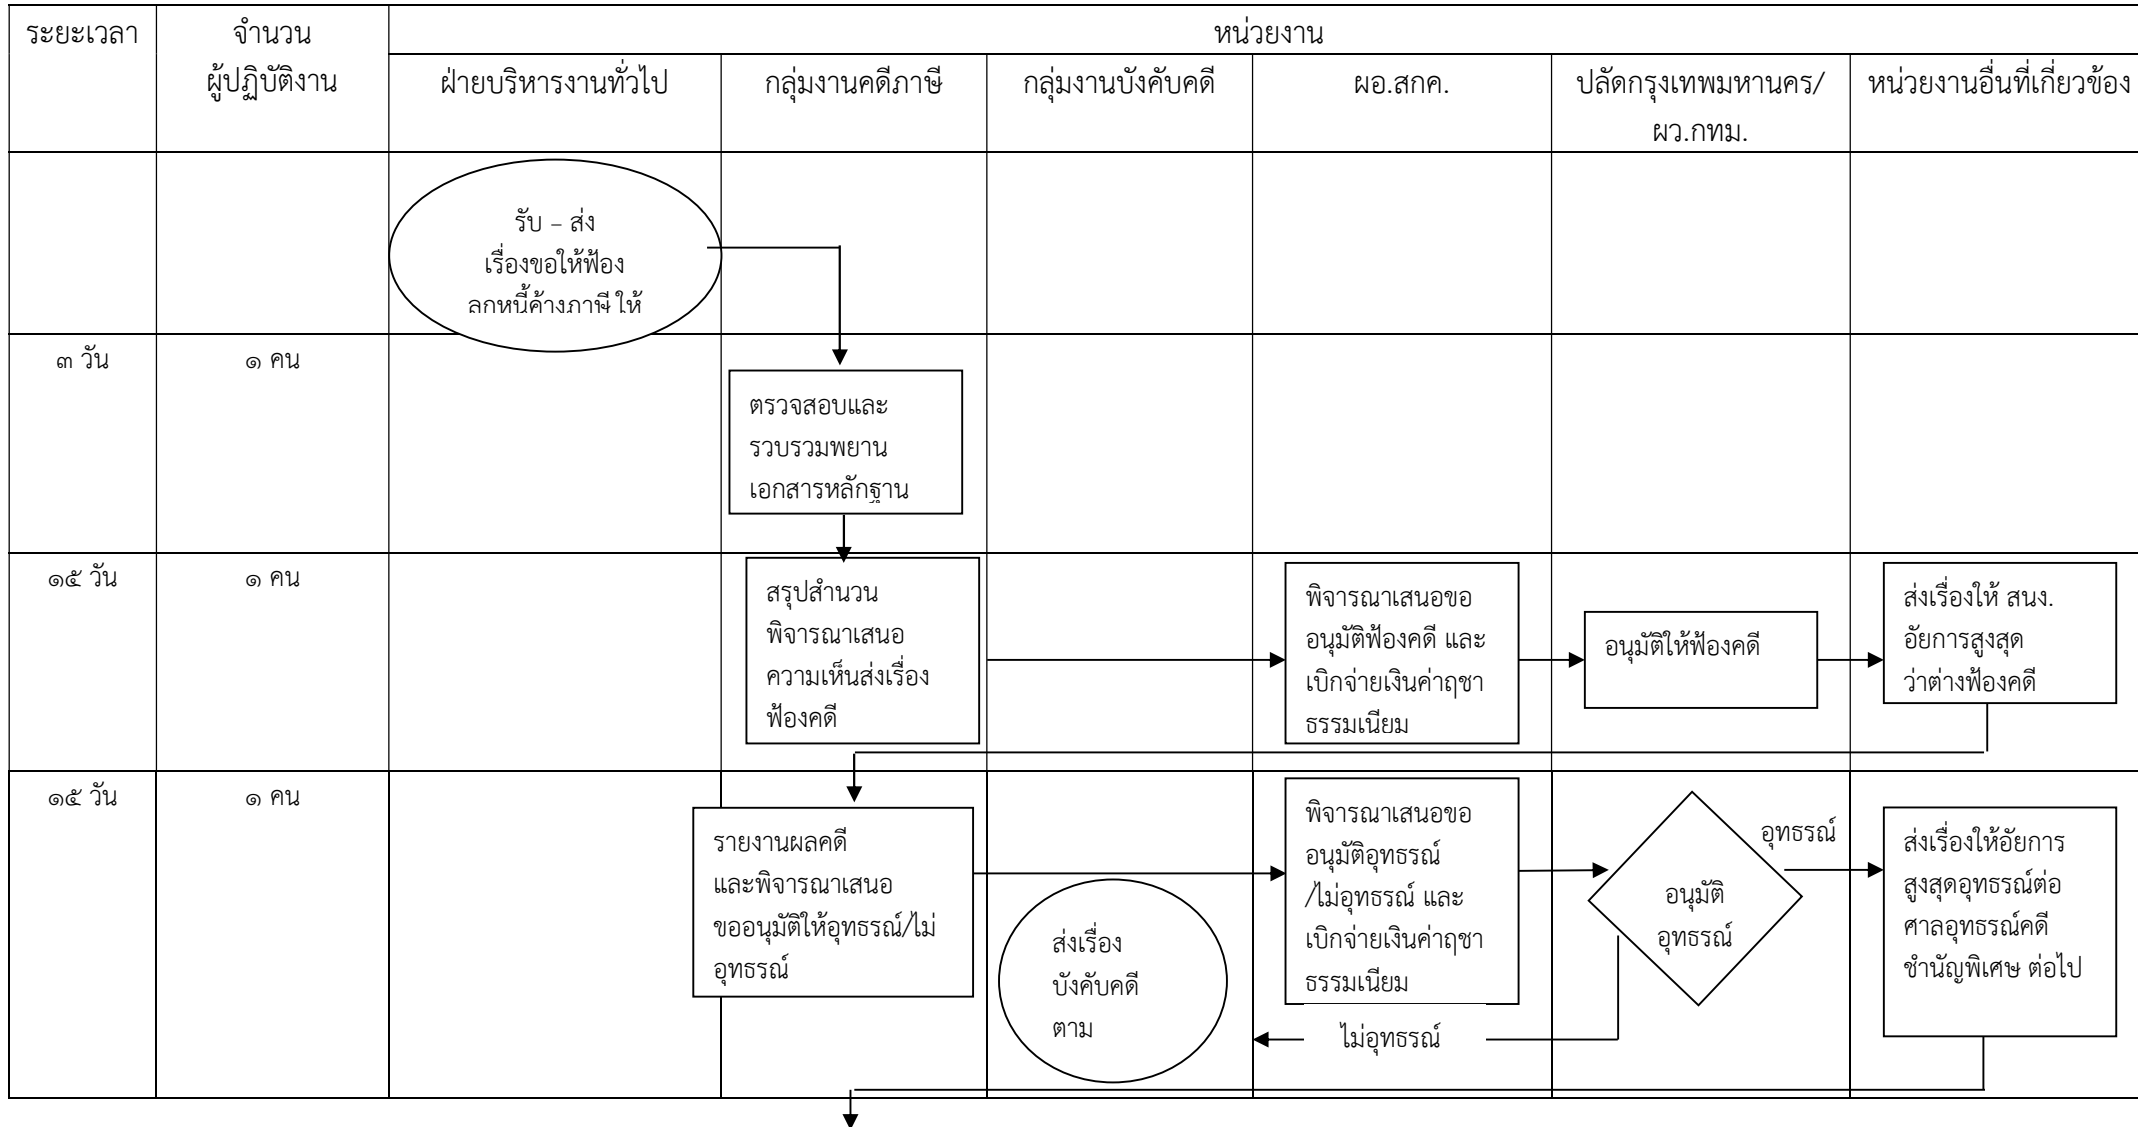 ระยะเวลา
จำนวน
ผู้ปฏิบัติงาน
หน่วยงาน
ฝ่ายบริหารงานทั่วไป
กลุ่มงานคดีภาษี
กลุ่มงานบังคับคดี
ผอ.สกค.
ปลัดกรุงเทพมหานคร/
ผว.กทม.
หน่วยงานอื่นที่เกี่ยวข้อง
รับ – ส่ง
เรื่องขอให้ฟ้อง
ลูกหนี้ค้างภาษี ให้
๓ วัน
๑ คน
ตรวจสอบและ
รวบรวมพยาน
เอกสารหลักฐาน
๑๕ วัน
๑ คน
สรุปสำนวน
พิจารณาเสนอ
ความเห็นส่งเรื่อง
ฟ้องคดี
พิจารณาเสนอขอ
อนุมัติฟ้องคดี และ
เบิกจ่ายเงินค่าฤชา
ธรรมเนียม
อนุมัติให้ฟ้องคดี
ส่งเรื่องให้ สนง.
อัยการสูงสุด
ว่าต่างฟ้องคดี
๑๕ วัน
๑ คน
รายงานผลคดี
และพิจารณาเสนอ
ขออนุมัติให้อุทธรณ์/ไม่
อุทธรณ์
ส่งเรื่อง
บังคับคดี
ตาม
พิจารณาเสนอขอ
อนุมัติอุทธรณ์
/ไม่อุทธรณ์ และ
เบิกจ่ายเงินค่าฤชา
ธรรมเนียม
ไม่อุทธรณ์
อนุมัติ
อุทธรณ์
อุทธรณ์
ส่งเรื่องให้อัยการ
สูงสุดอุทธรณ์ต่อ
ศาลอุทธรณ์คดี
ชำนัญพิเศษ ต่อไป